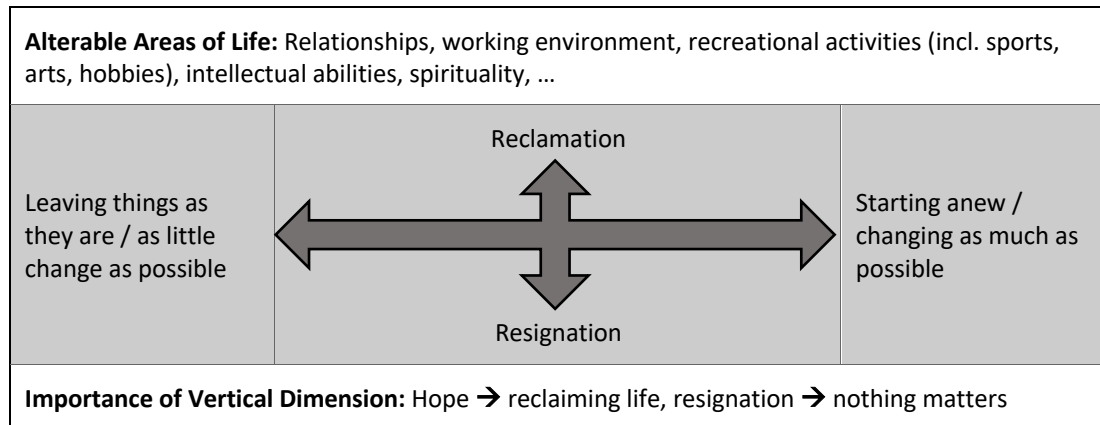 Alterable Areas of Life: Relationships, working environment, recreational activities (incl. sports,
arts, hobbies), intellectual abilities, spirituality, …
Reclamation
Leaving things as
they are / as little
change as possible
Starting anew /
changing as much as
possible
Resignation
Importance of Vertical Dimension: Hope → reclaiming life, resignation → nothing matters